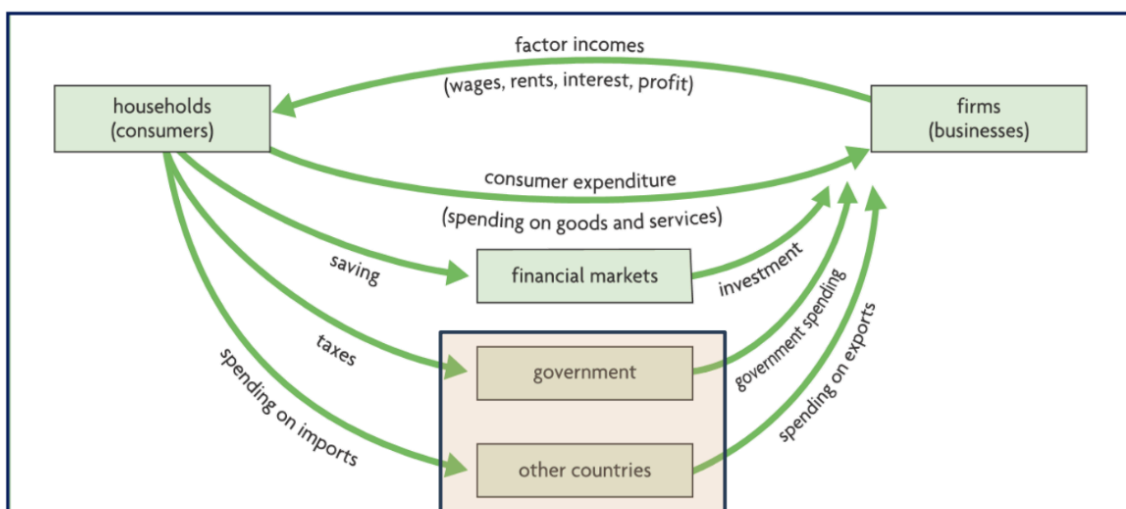 factor incomes
(wages, rents, interest, profit)
households
(consumers)
firms
(businesses)
consumer expenditure
(spending on goods and services)
saving
financial markets
investment
taxes
government
government spending
spending on imports
other countries
spending on exports